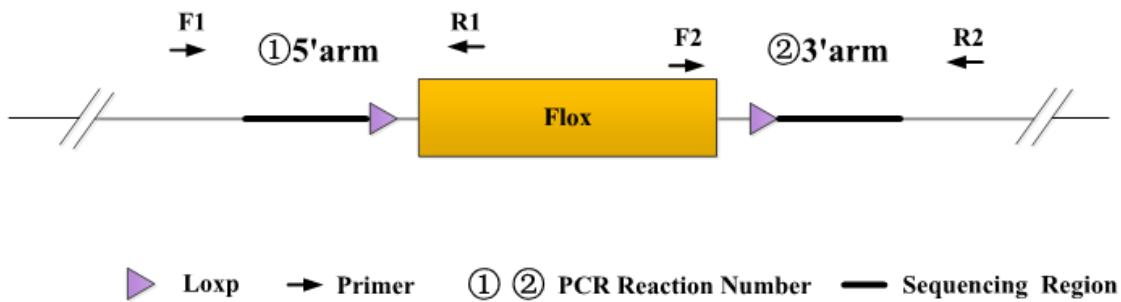 F1 R1 F2 R2
①5'arm ②3'arm
Flox
Loxp Primer ① ② PCR Reaction Number Sequencing Region